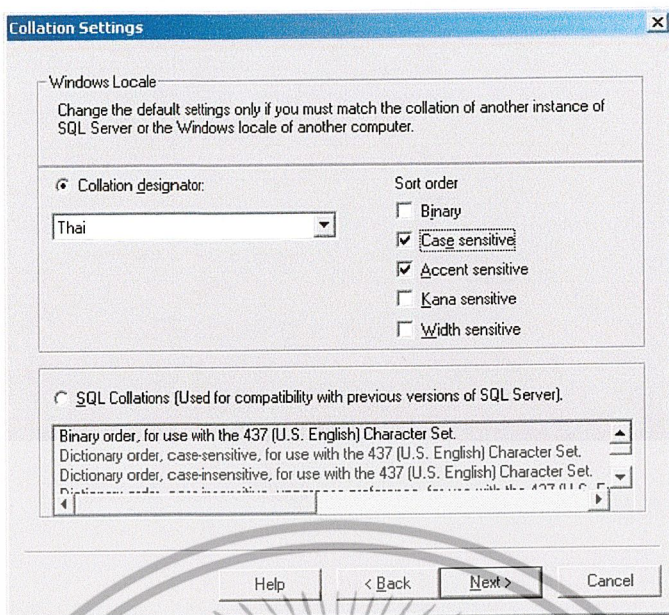 Collation Settings
Windows Locale
Change the default settings only if you must match the collation of another instance of
SQL Server or the Windows locale of another computer.
Collation designator:
Thai
Sort order
Binary
Case sensitive
Accent sensitive
Kana sensitive
Width sensitive
SQL Collations (Used for compatibility with previous versions of SQL Server).
Binary order, for use with the 437 (U.S. English) Character Set.
Dictionary order, case-sensitive, for use with the 437 (U.S. English) Character Set.
Dictionary order, case-insensitive, for use with the 437 (U.S. English) Character Set.
Help
< Back
Next >
Cancel